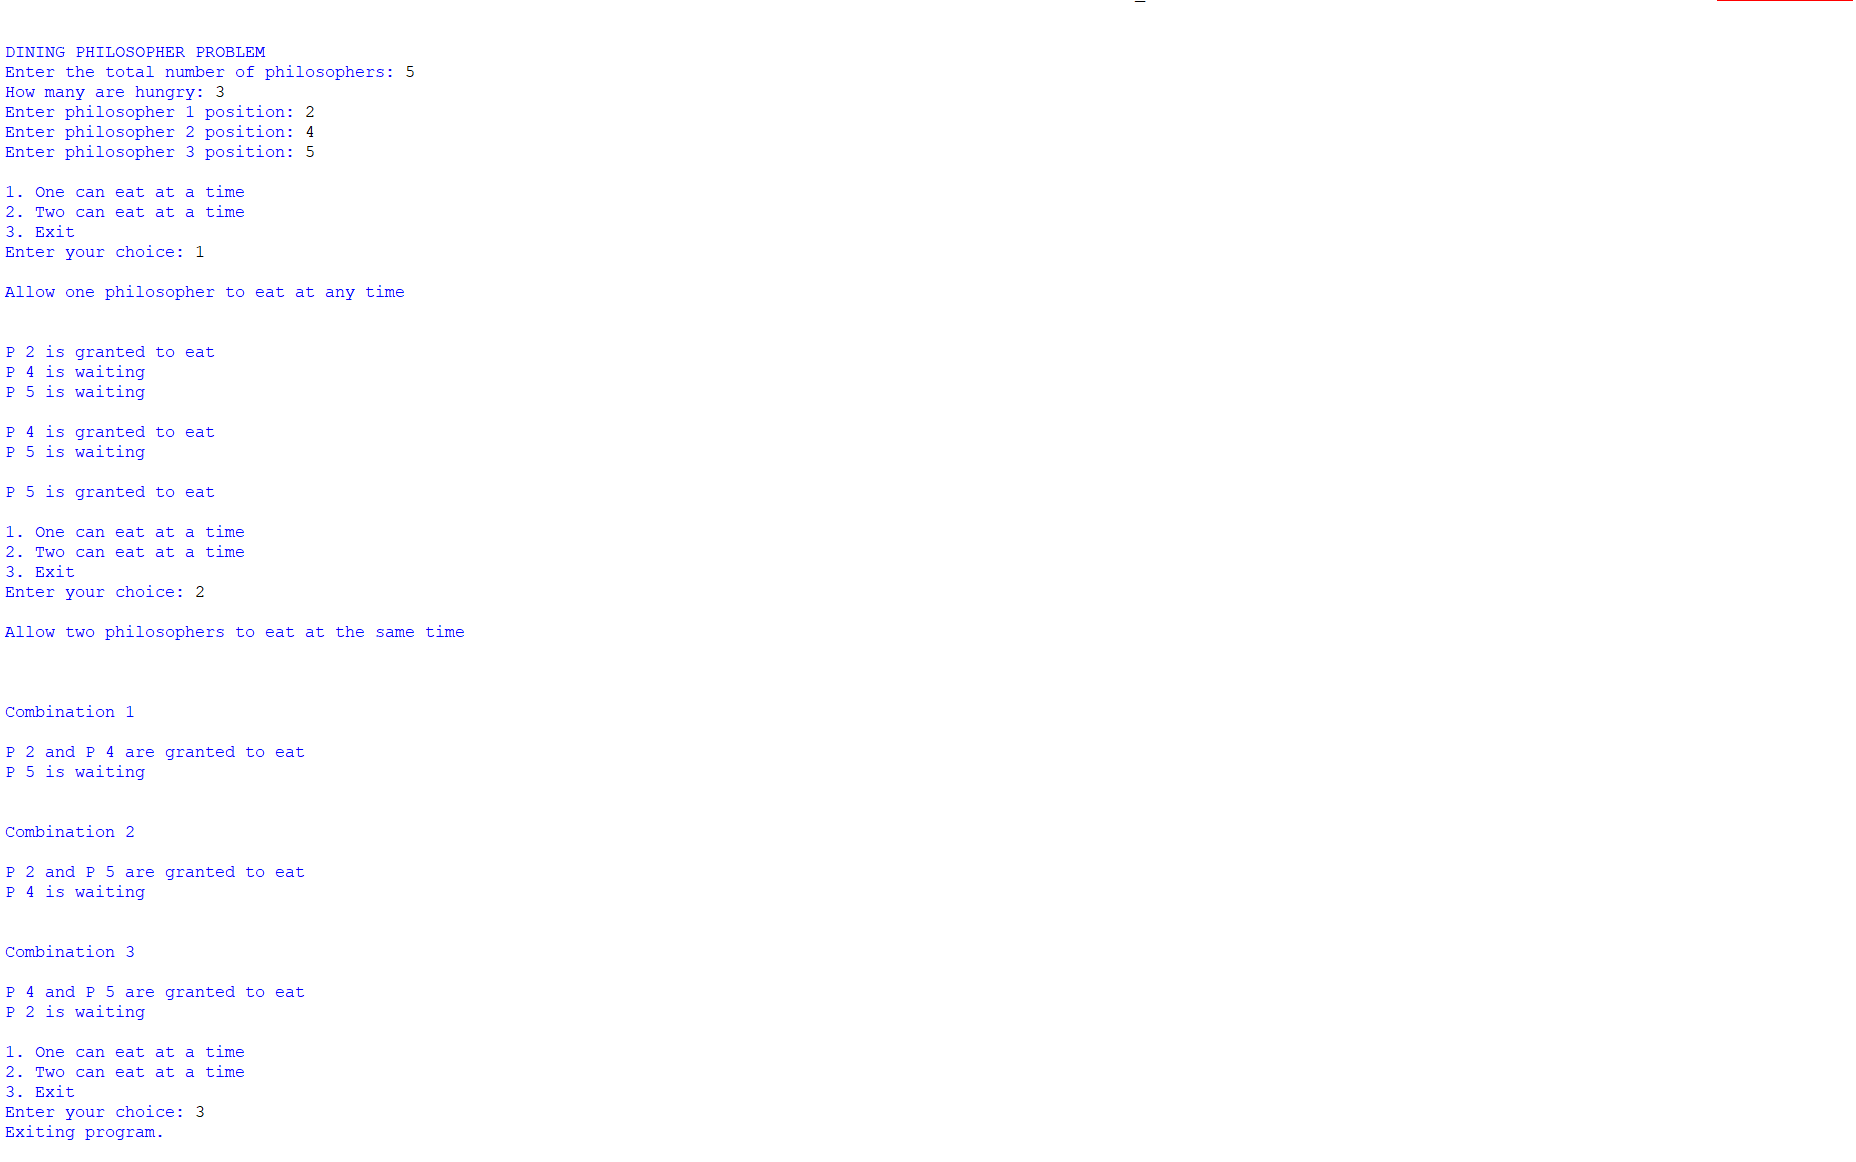 DINING PHILOSOPHER PROBLEM
Enter the total number of philosophers: 5
How many are hungry: 3
Enter philosopher 1 position: 2
Enter philosopher 2 position: 4
Enter philosopher 3 position: 5
1. One can eat at a time
2. Two can eat at a time
3. Exit
Enter your choice: 1
Allow one philosopher to eat at any time
P 2 is granted to eat
P 4 is waiting
P 5 is waiting
P 4 is granted to eat
P 5 is waiting
P 5 is granted to eat
1. One can eat at a time
2. Two can eat at a time
3. Exit
Enter your choice: 2
Allow two philosophers to eat at the same time
Combination 1
P 2 and P 4 are granted to eat
P 5 is waiting
Combination 2
P 2 and P 5 are granted to eat
P 4 is waiting
Combination 3
P 4 and P 5 are granted to eat
P 2 is waiting
1. One can eat at a time
2. Two can eat at a time
3. Exit
Enter your choice: 3
Exiting program.